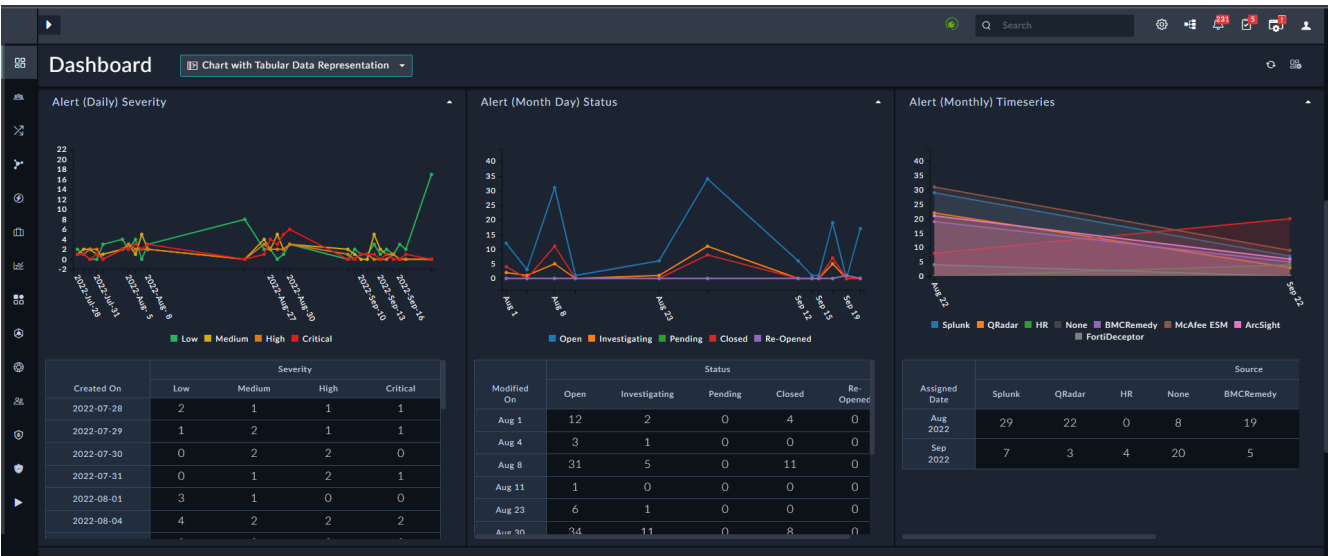 Search
231
5
!
Dashboard
Chart with Tabular Data Representation
Alert (Daily) Severity
22
20
18
16
14
12
10
8
6
4
2
0
-2
2022-Jul-28
2022-Jul-31
2022-Aug- 5
2022-Aug- 8
2022-Aug-27
2022-Aug-30
2022-Sep-10
2022-Sep-13
2022-Sep-16
Low Medium High Critical
Severity
Created On Low Medium High Critical
2022-07-28 2 1 1 1
2022-07-29 1 2 1 1
2022-07-30 0 2 2 0
2022-07-31 0 1 2 1
2022-08-01 3 1 0 0
2022-08-04 4 2 2 2
Alert (Month Day) Status
40
35
30
25
20
15
10
5
0
Aug 1
Aug 8
Aug 23
Sep 12
Sep 15
Sep 19
Open Investigating Pending Closed Re-Opened
Status
Modified
On
Open Investigating Pending Closed
Re-
Opened
Aug 1 12 2 0 4 0
Aug 4 3 1 0 0 0
Aug 8 31 5 0 11 0
Aug 11 1 0 0 0 0
Aug 23 6 1 0 0 0
Aug 30 34 11 0 8 0
Alert (Monthly) Timeseries
40
35
30
25
20
15
10
5
0
Aug 22
Sep 22
Splunk QRadar HR None BMCRemedy McAfee ESM ArcSight
FortiDeceptor
Source
Assigned
Date
Splunk QRadar HR None BMCRemedy
Aug
2022
29 22 0 8 19
Sep
2022
7 3 4 20 5